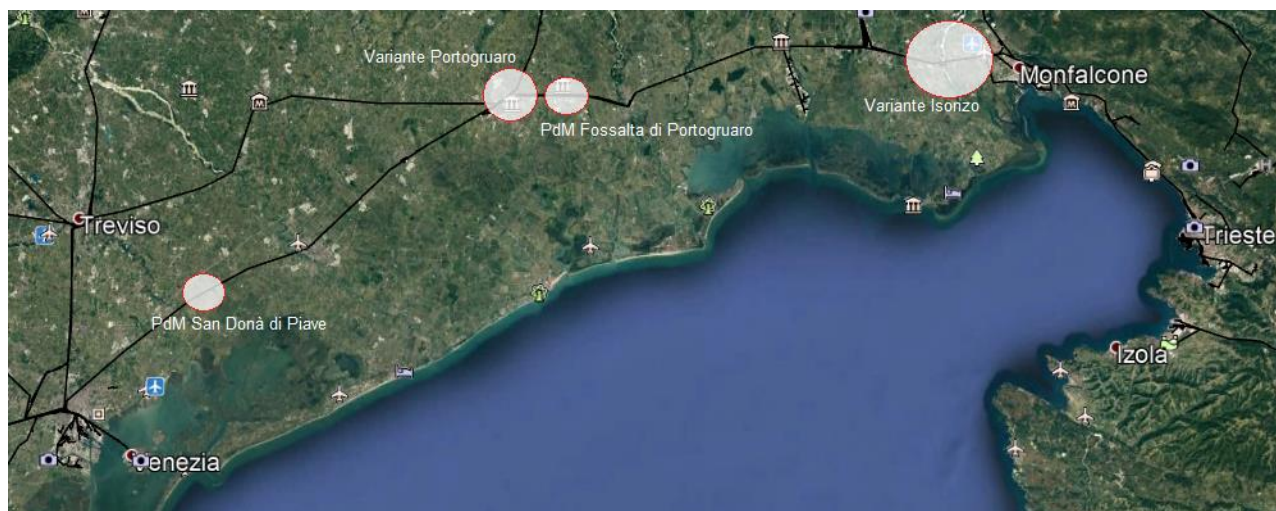 Variante Portogruaro
PdM Fossalta di Portogruaro
Variante Isonzo
Monfalcone
Treviso
Trieste
PdM San Donà di Piave
Izola
Venezia